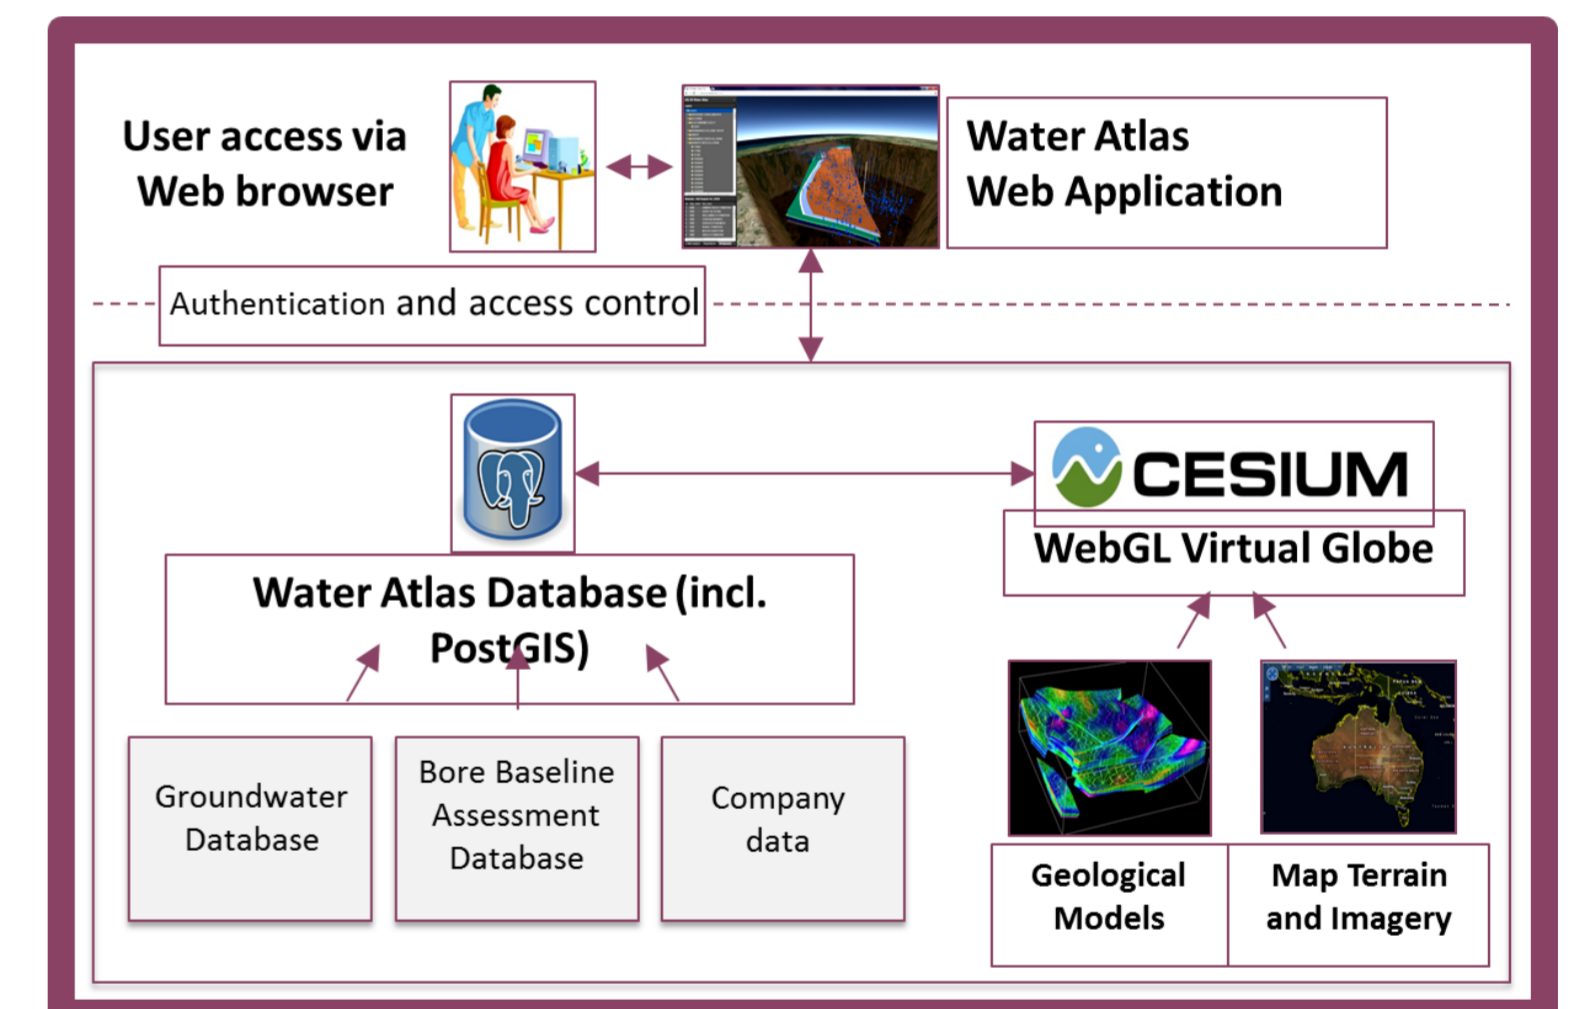 User access via
Web browser
Water Atlas
Web Application
Authentication and access control
CESIUM
WebGL Virtual Globe
Water Atlas Database (incl.
PostGIS)
Groundwater
Database
Bore Baseline
Assessment
Database
Company
data
Geological
Models
Map Terrain
and Imagery